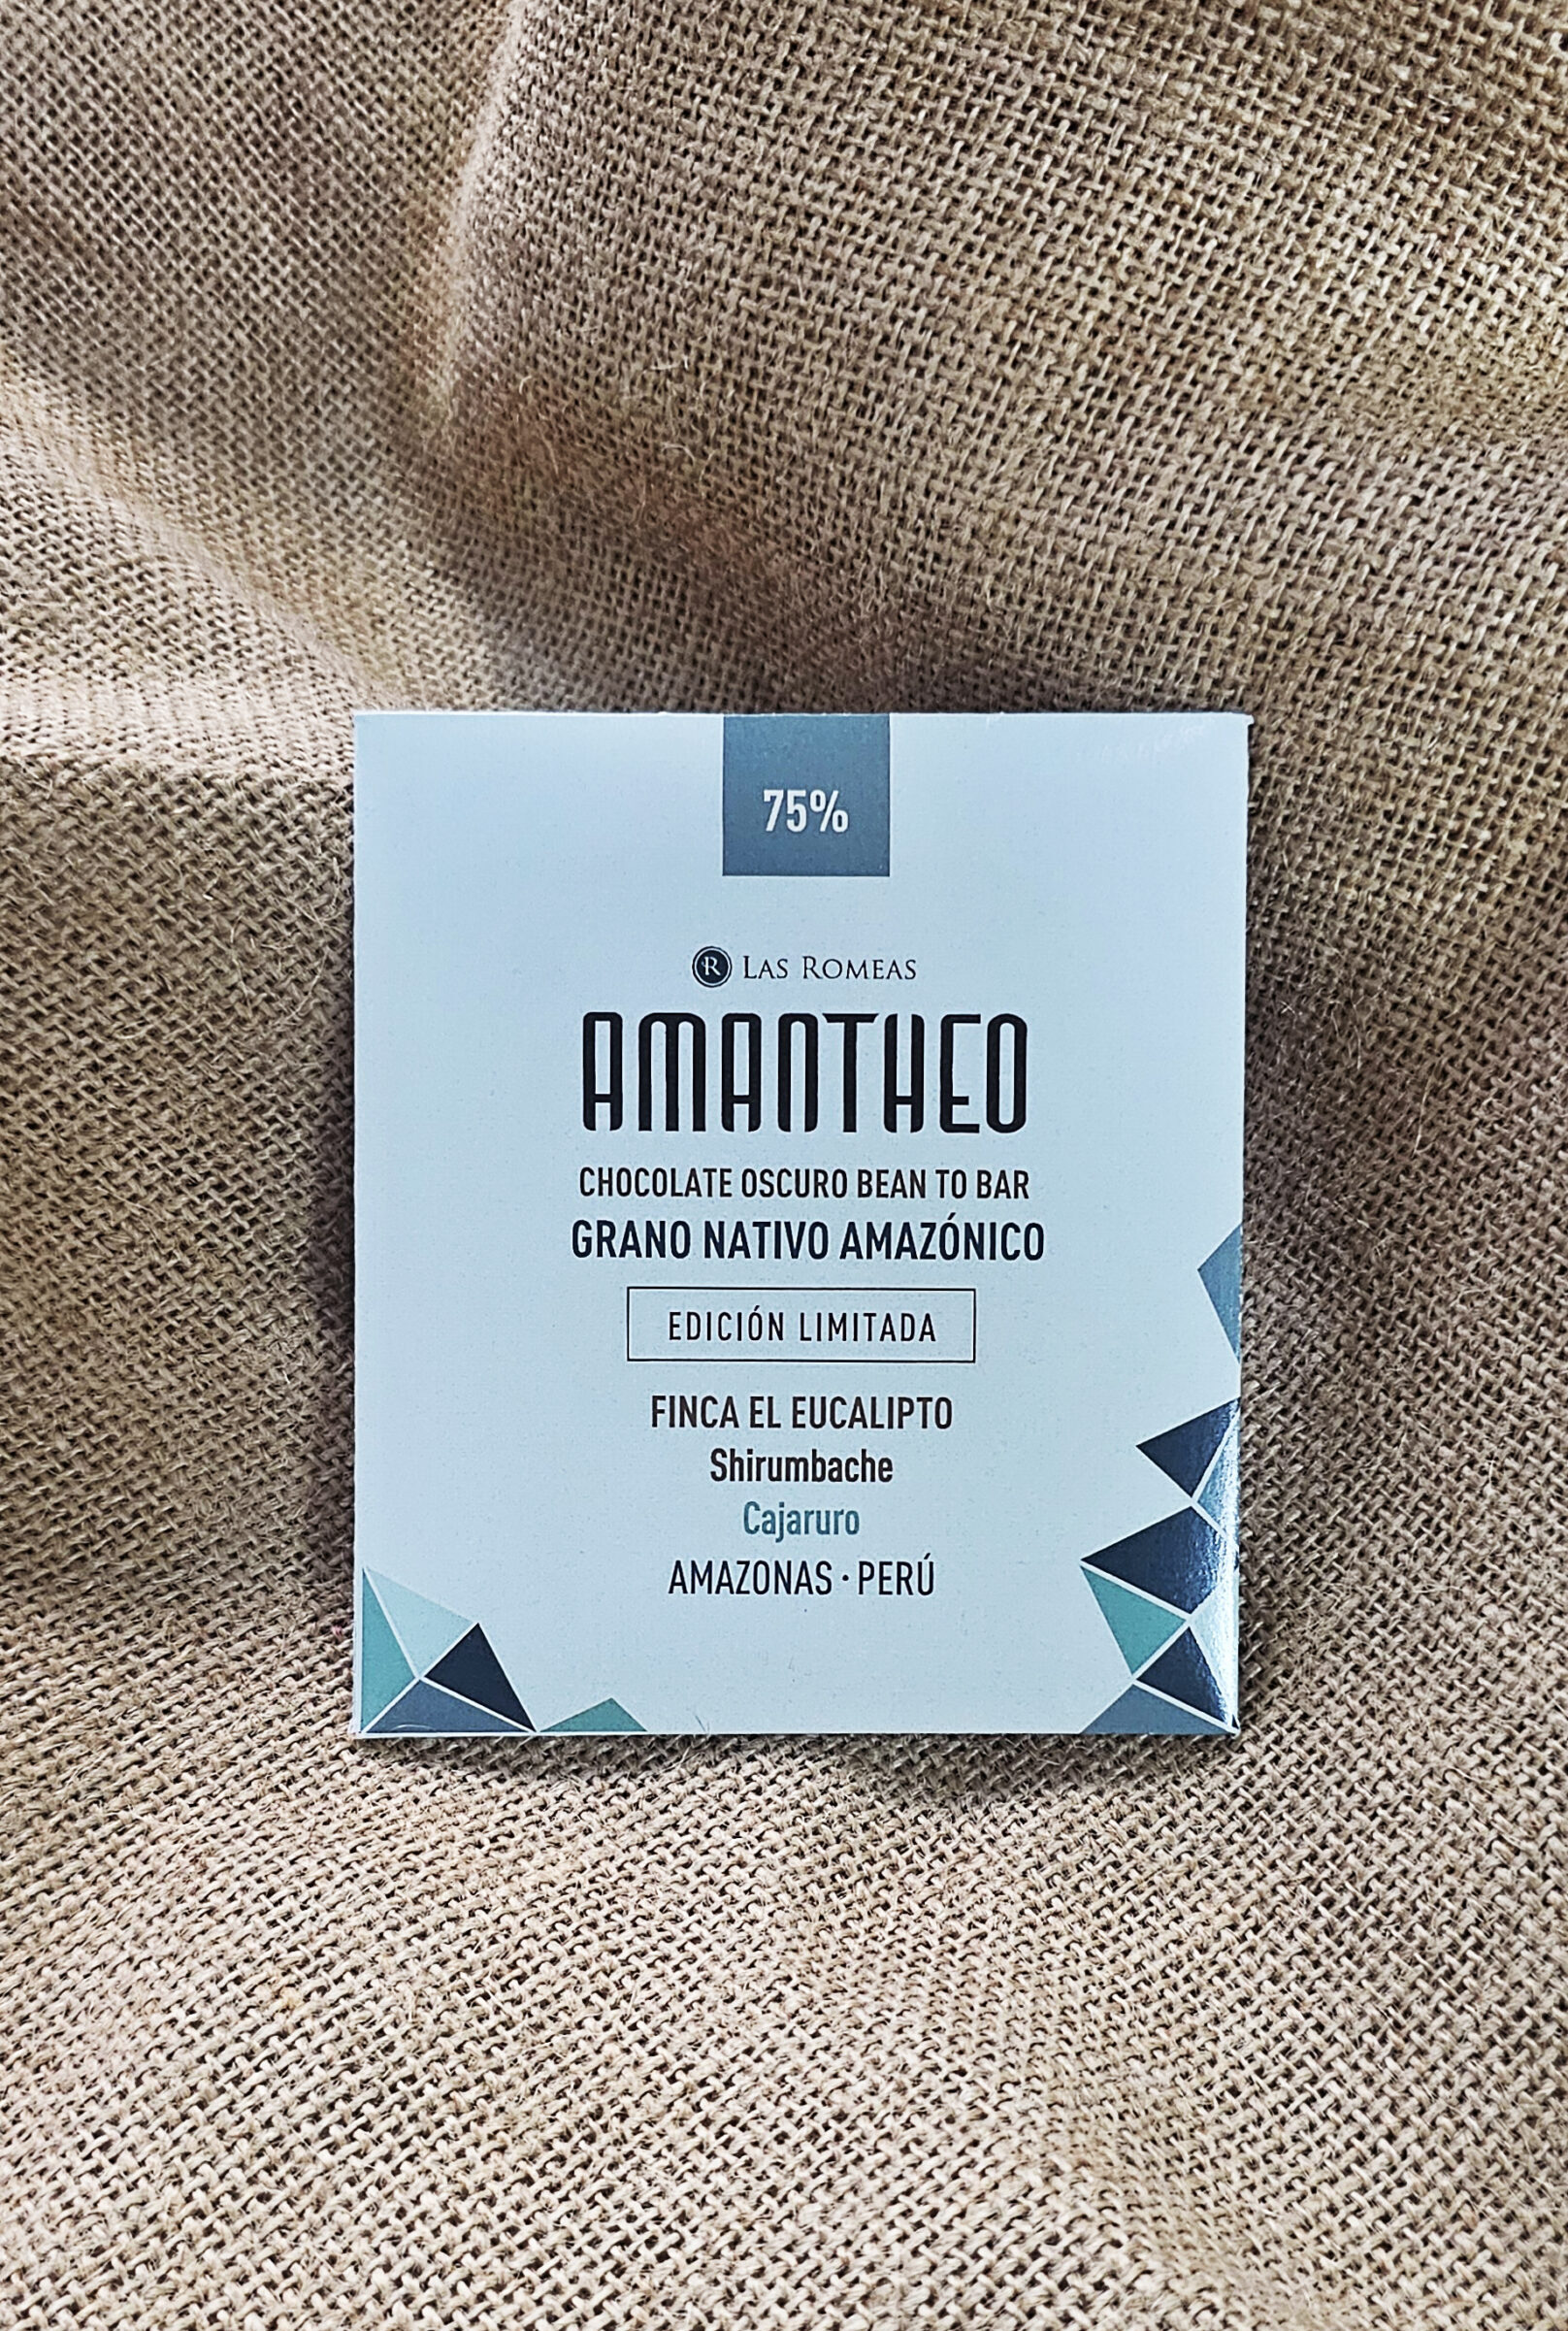 75%
R LAS ROMEAS
AMANTHEO
CHOCOLATE OSCURO BEAN TO BAR
GRANO NATIVO AMAZÓNICO
EDICIÓN LIMITADA
FINCA EL EUCALIPTO
Shirumbache
Cajaruro
AMAZONAS · PERÚ